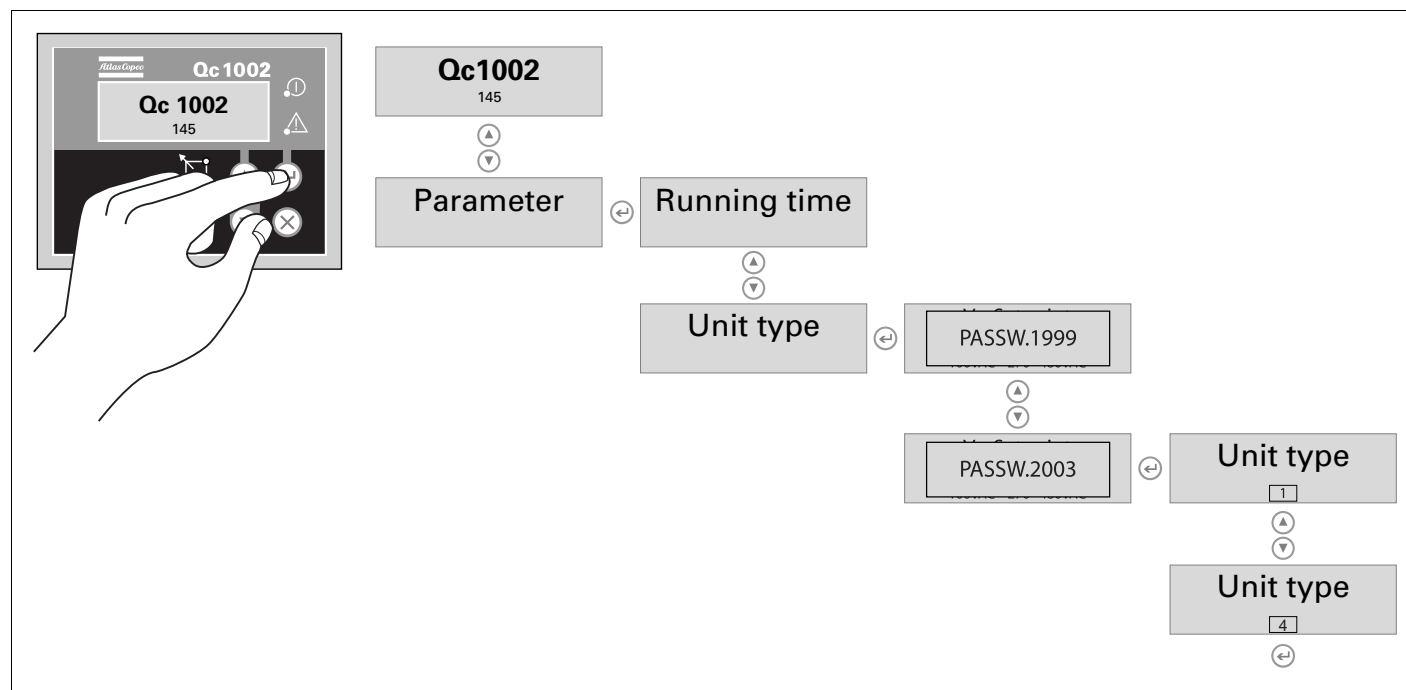 Atlas Copco
Qc1002
Qc 1002
145
Qc1002
145
Parameter
Running time
Unit type
PASSW.1999
PASSW.2003
Unit type
1
Unit type
4